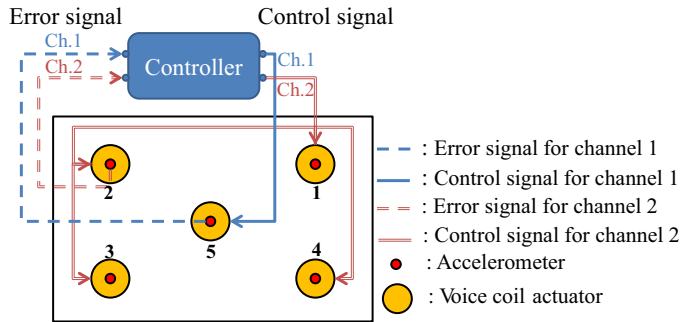 Error signal
Control signal
Ch.1
Ch.1
Controller
Ch.2
Ch.2
2
1
5
3
4
: Error signal for channel 1
: Control signal for channel 1
: Error signal for channel 2
: Control signal for channel 2
: Accelerometer
: Voice coil actuator